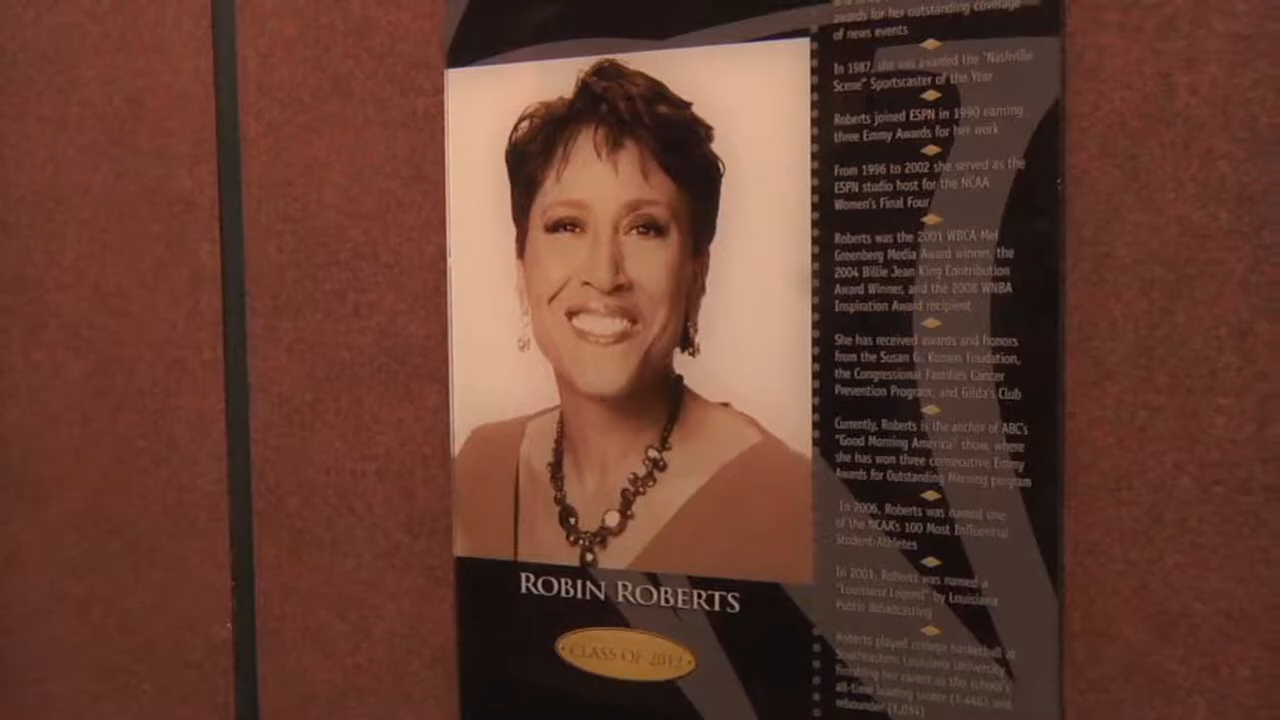 awards for her outstanding coverage
of news events
In 1987, she was awarded the "Nashville
Scene" Sportscaster of the Year
Roberts joined ESPN in 1990 earning
three Emmy Awards for her work
From 1996 to 2002 she served as the
ESPN studio host for the NCAA
Women's Final Four
Roberts was the 2001 WBCA Mel
Greenberg Media Award winner, the
2004 Billie Jean King Contribution
Award Winner, and the 2008 WNBA
Inspiration Award recipient
She has received awards and honors
from the Susan G. Komen Foudation,
the Congressional Families Cancer
Prevention Program, and Gilda's Club
Currently, Roberts is the anchor of ABC's
"Good Morning America" show, where
she has won three consecutive Emmy
Awards for Outstanding Morning program
In 2006, Roberts was named one
of the NCAA's 100 Most Influential
Student-Athletes
In 2001, Roberts was named a
"Louisiana Legend" by Louisiana
Public Broadcasting
Roberts played college basketball at
Southeastern Louisiana University
finishing her career as the school's
all-time leading scorer (1,446) and
rebounder (1,034)
ROBIN ROBERTS
CLASS OF 2012